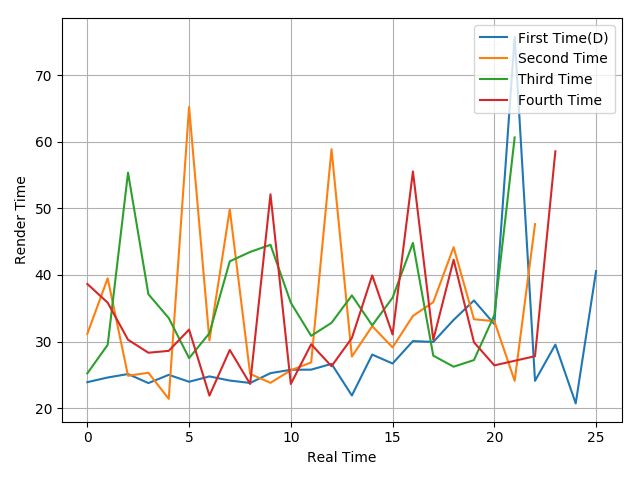 First Time(D)
Second Time
Third Time
Fourth Time
70
60
50
40
30
20
Render Time
0 5 10 15 20 25
Real Time